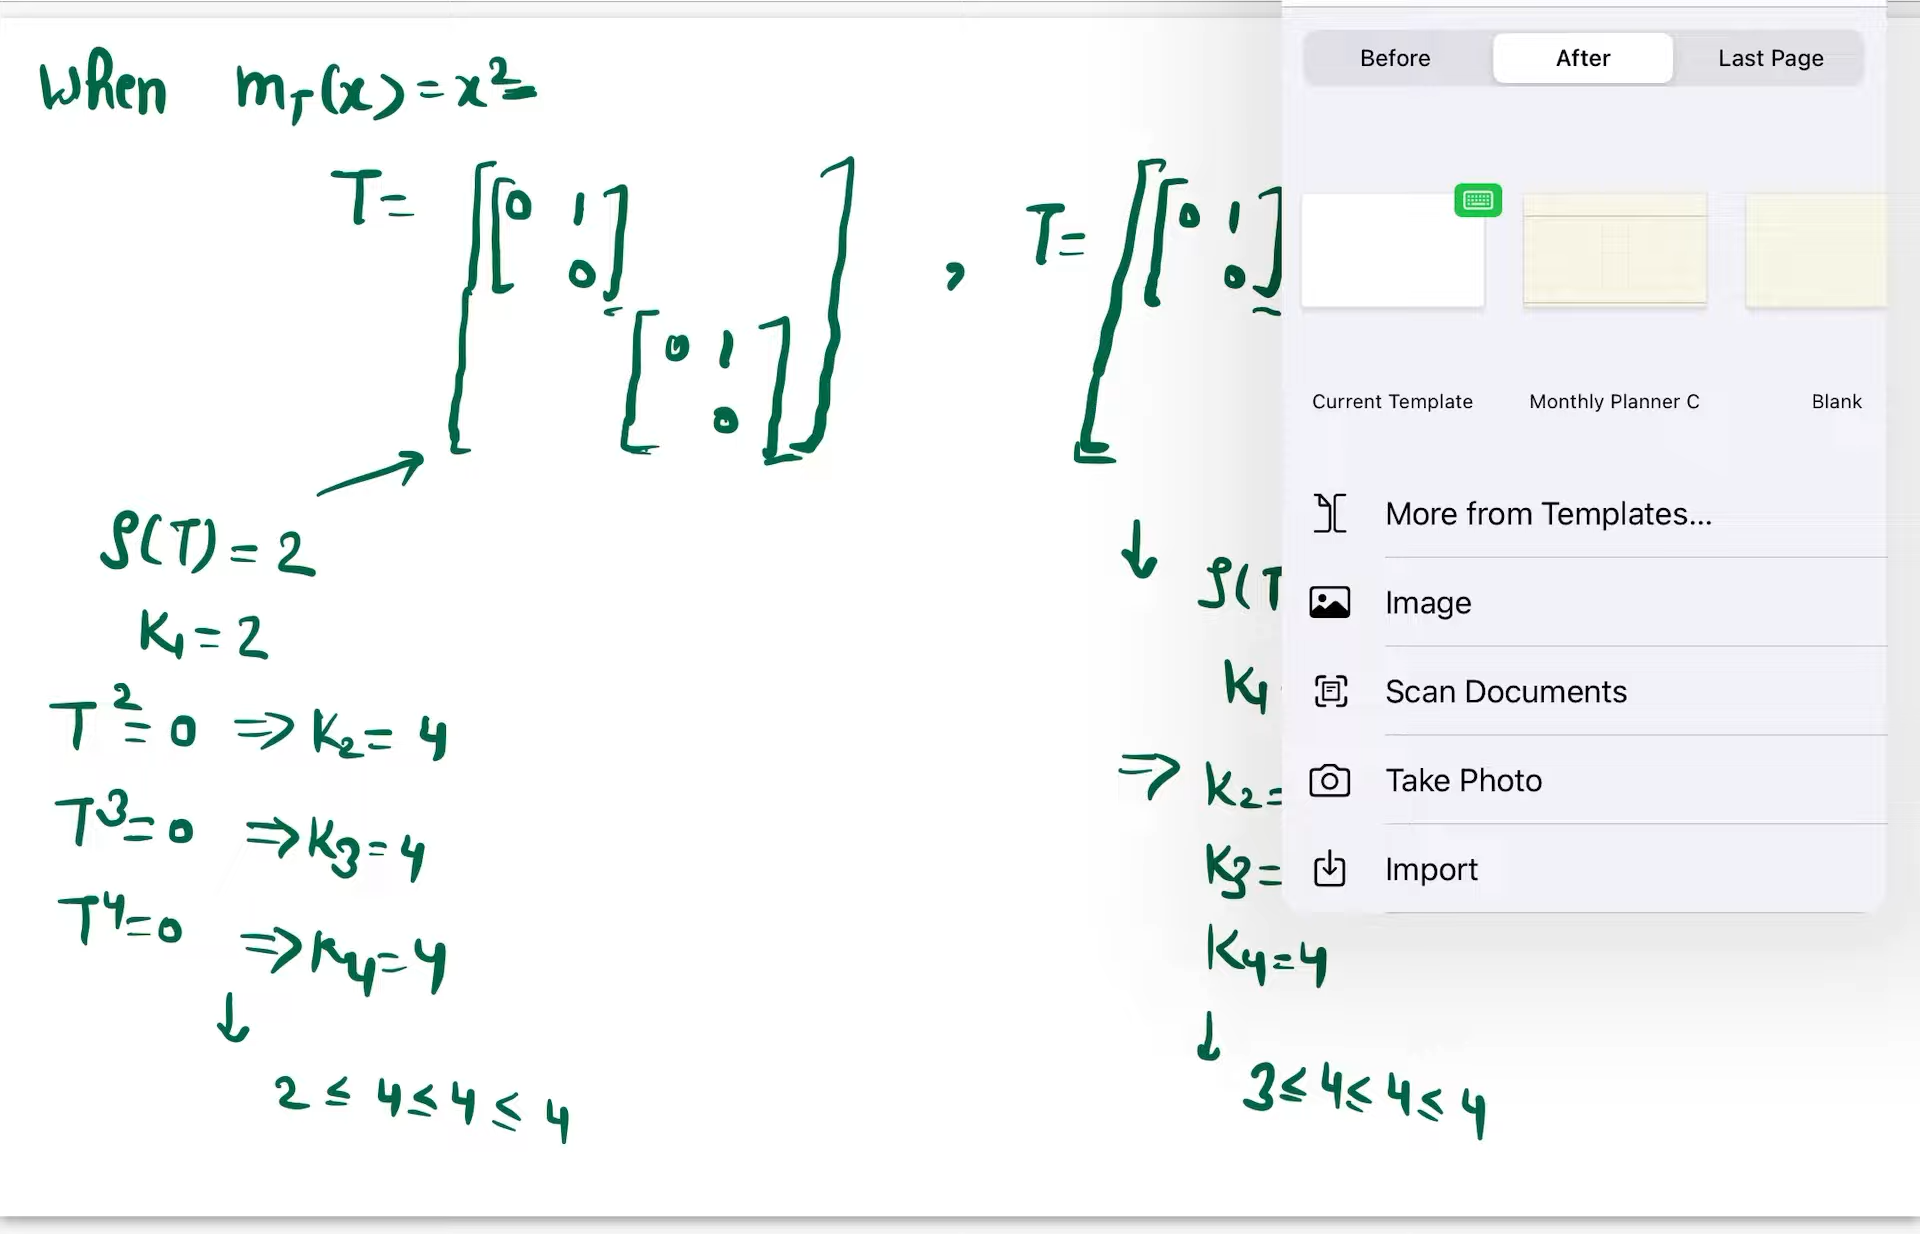 When m_T(x) = x²
T = [[0 1] [0 1] , T = [[0 1]
0] 0]] 0]
ρ(T) = 2
K₁ = 2
T² = 0 ⇒ K₂ = 4
T³ = 0 ⇒ K₃ = 4
T⁴ = 0 ⇒ K₄ = 4
↓
2 ≤ 4 ≤ 4 ≤ 4
↓ ρ(T
K₁
⇒ K₂ =
K₃ =
K₄ = 4
↓
3 ≤ 4 ≤ 4 ≤ 4
Before After Last Page
Current Template Monthly Planner C Blank
More from Templates...
Image
Scan Documents
Take Photo
Import